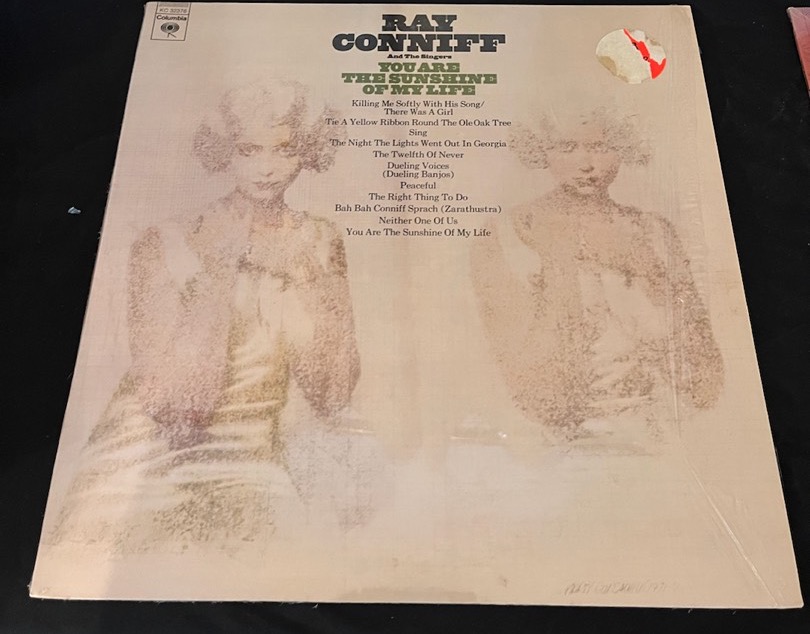 KC 32376
Columbia
RAY
CONNIFF
And The Singers
YOU ARE
THE SUNSHINE
OF MY LIFE
Killing Me Softly With His Song/
There Was A Girl
Tie A Yellow Ribbon Round The Ole Oak Tree
Sing
The Night The Lights Went Out In Georgia
The Twelfth Of Never
Dueling Voices
(Dueling Banjos)
Peaceful
The Right Thing To Do
Bah Bah Conniff Sprach (Zarathustra)
Neither One Of Us
You Are The Sunshine Of My Life